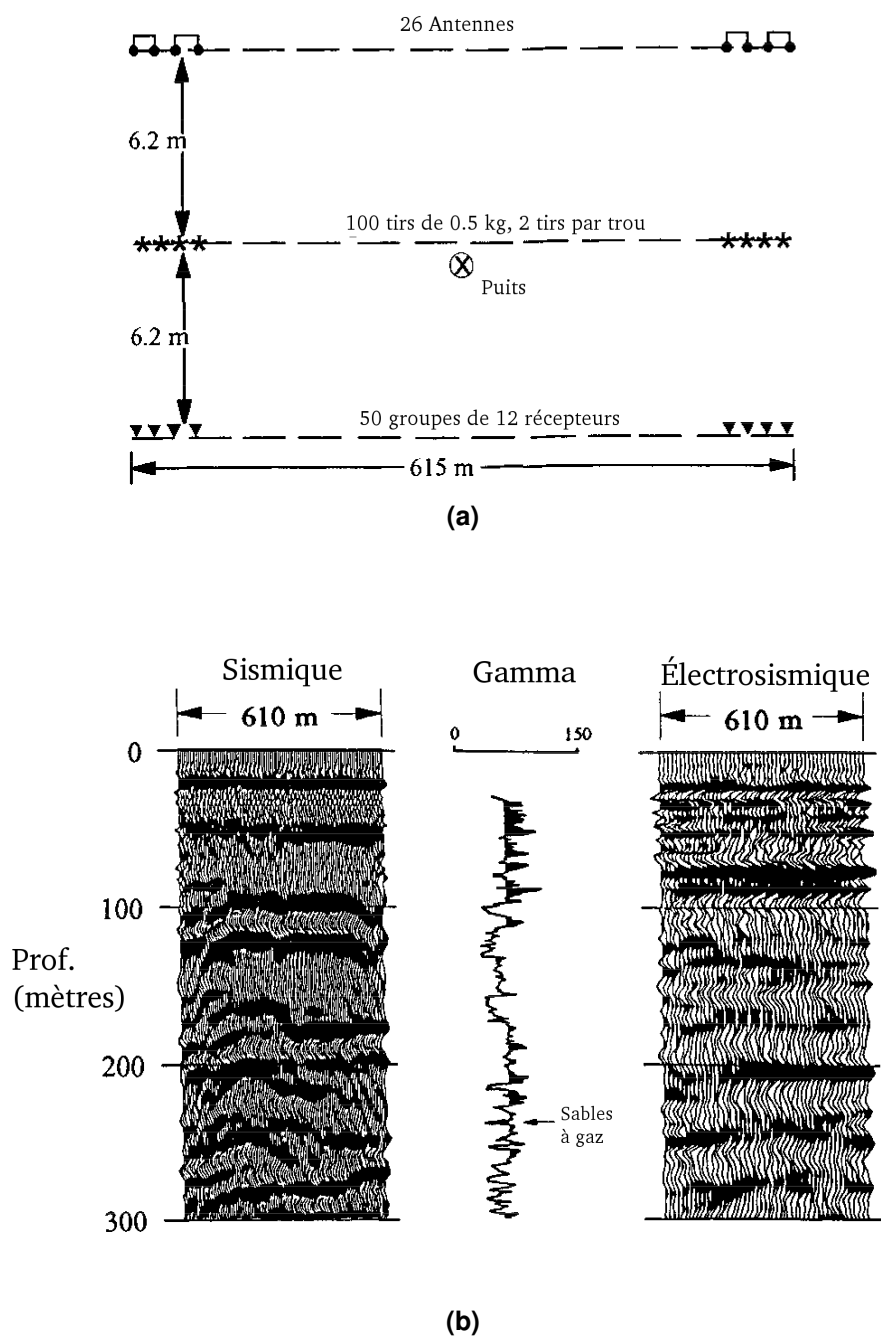 26 Antennes
6.2 m
100 tirs de 0.5 kg, 2 tirs par trou
X
Puits
6.2 m
50 groupes de 12 récepteurs
615 m
(a)
Sismique
Gamma
Électrosismique
610 m
610 m
0
150
0
100
Prof.
(mètres)
200
Sables
à gaz
300
(b)